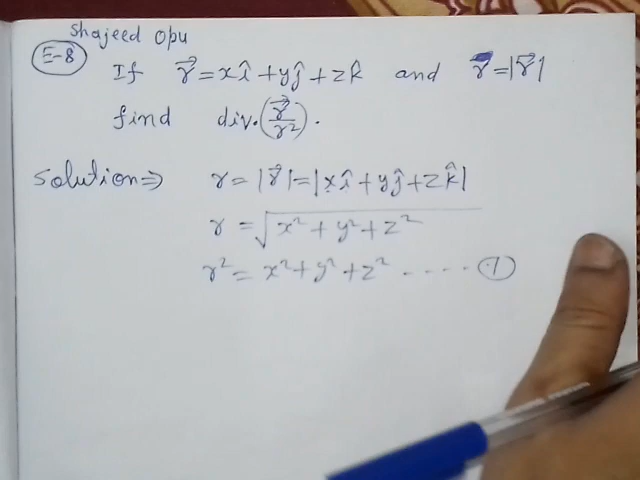 Shajeed Opu
E-8
If r⃗ = xî + yĵ + zk̂ and r = |r⃗|
find div.(r⃗/r²).
Solution ⇒ r = |r⃗| = |xî + yĵ + zk̂|
r = √(x² + y² + z²)
r² = x² + y² + z² ..... (1)